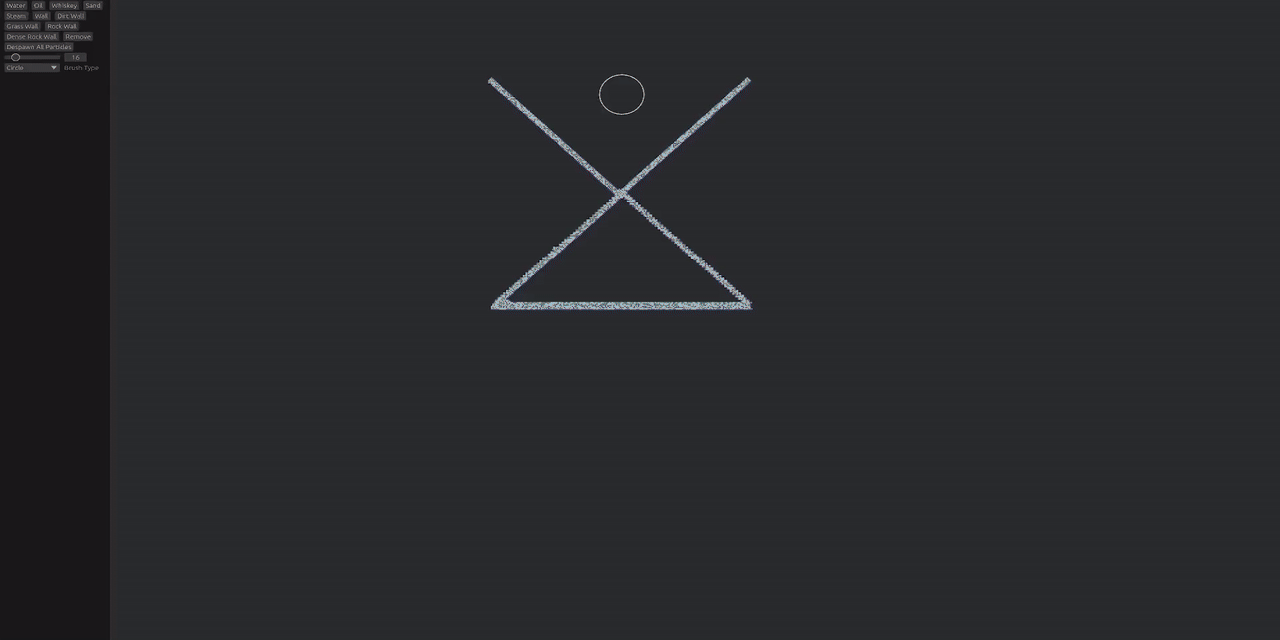 Water Oil Whiskey Sand
Steam Wall Dirt Wall
Grass Wall Rock Wall
Dense Rock Wall Remove
Despawn All Particles
16
Circle Brush Type